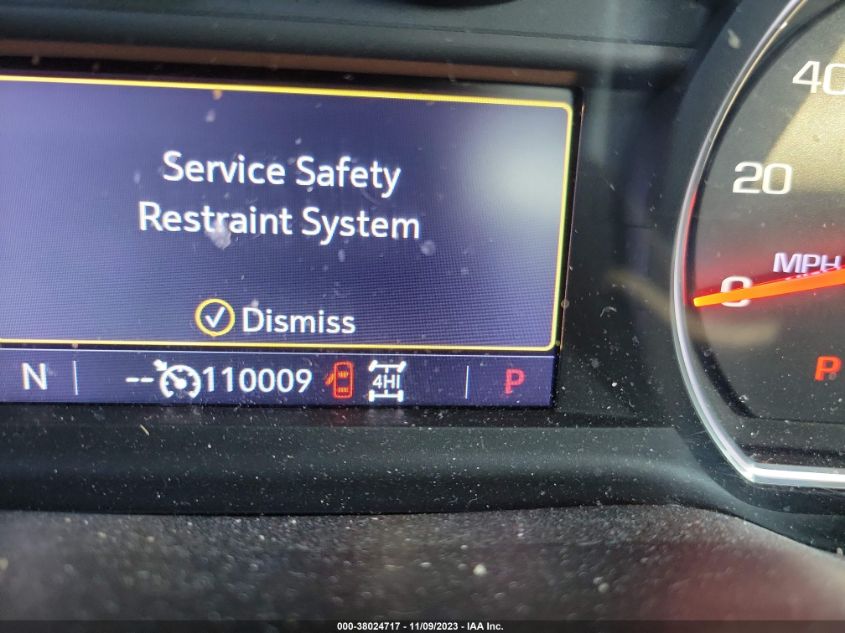 Service Safety
Restraint System
Dismiss
N -- 110009 4HI P
40
20
MPH
0
P
000-38024717 - 11/09/2023 - IAA Inc.